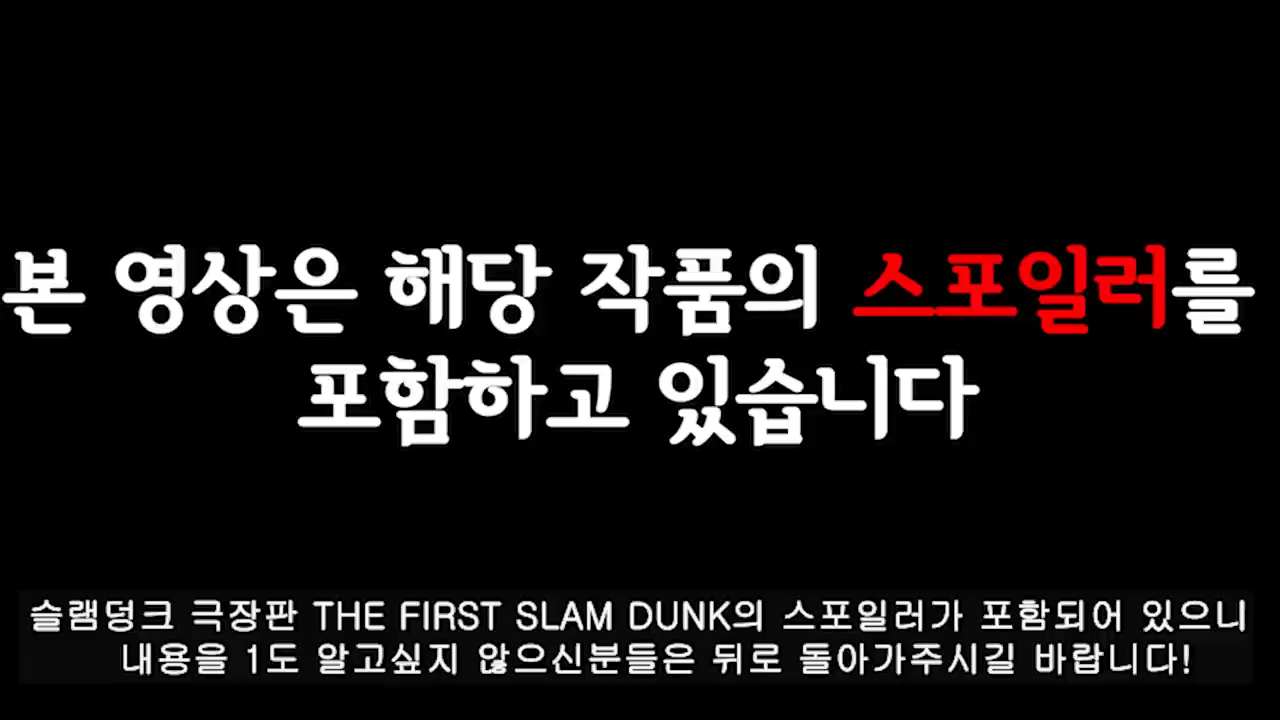 본 영상은 해당 작품의 스포일러를
포함하고 있습니다
슬램덩크 극장판 THE FIRST SLAM DUNK의 스포일러가 포함되어 있으니
내용을 1도 알고싶지 않으신분들은 뒤로 돌아가주시길 바랍니다!